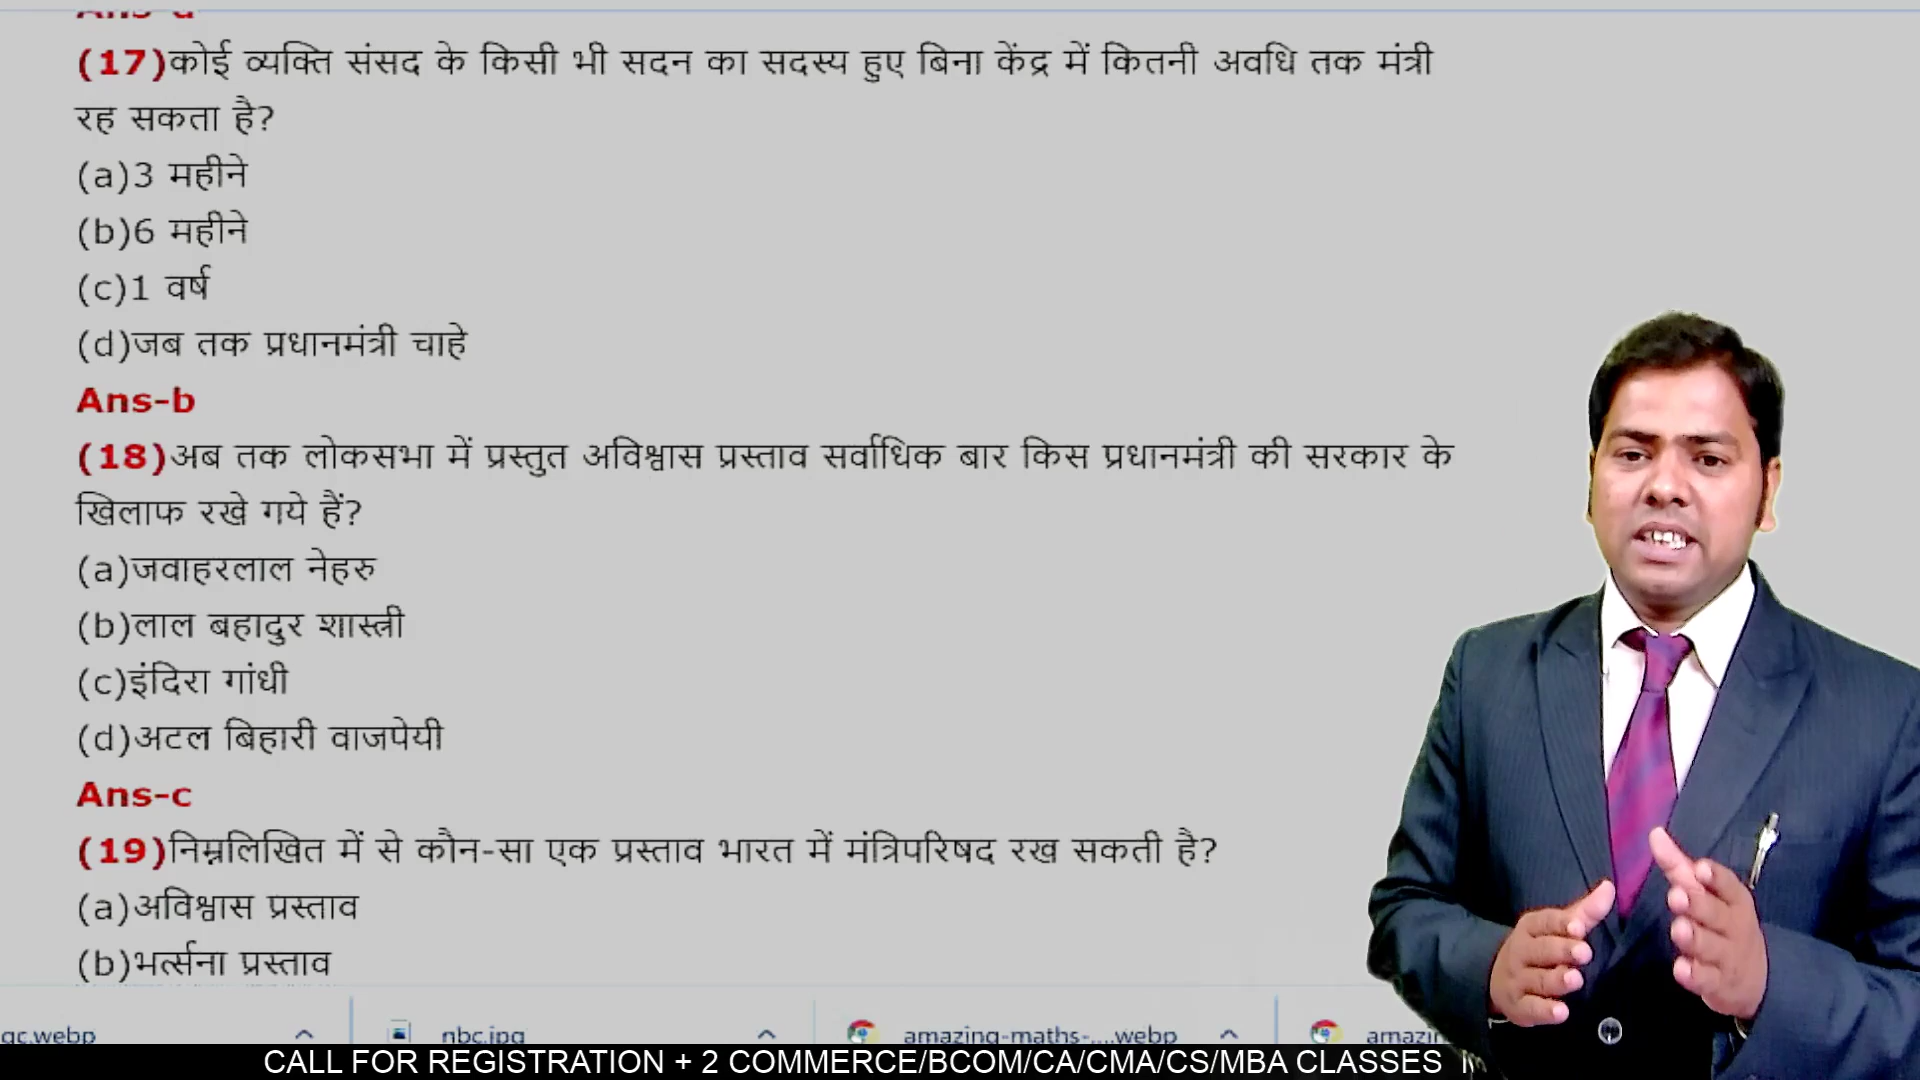 (17)कोई व्यक्ति संसद के किसी भी सदन का सदस्य हुए बिना केंद्र में कितनी अवधि तक मंत्री
रह सकता है?
(a)3 महीने
(b)6 महीने
(c)1 वर्ष
(d)जब तक प्रधानमंत्री चाहे
Ans-b
(18)अब तक लोकसभा में प्रस्तुत अविश्वास प्रस्ताव सर्वाधिक बार किस प्रधानमंत्री की सरकार के
खिलाफ रखे गये हैं?
(a)जवाहरलाल नेहरु
(b)लाल बहादुर शास्त्री
(c)इंदिरा गांधी
(d)अटल बिहारी वाजपेयी
Ans-c
(19)निम्नलिखित में से कौन-सा एक प्रस्ताव भारत में मंत्रिपरिषद रख सकती है?
(a)अविश्वास प्रस्ताव
(b)भर्त्सना प्रस्ताव
gc.webp nbc.jpg amazing-maths-....webp amazin
CALL FOR REGISTRATION + 2 COMMERCE/BCOM/CA/CMA/CS/MBA CLASSES